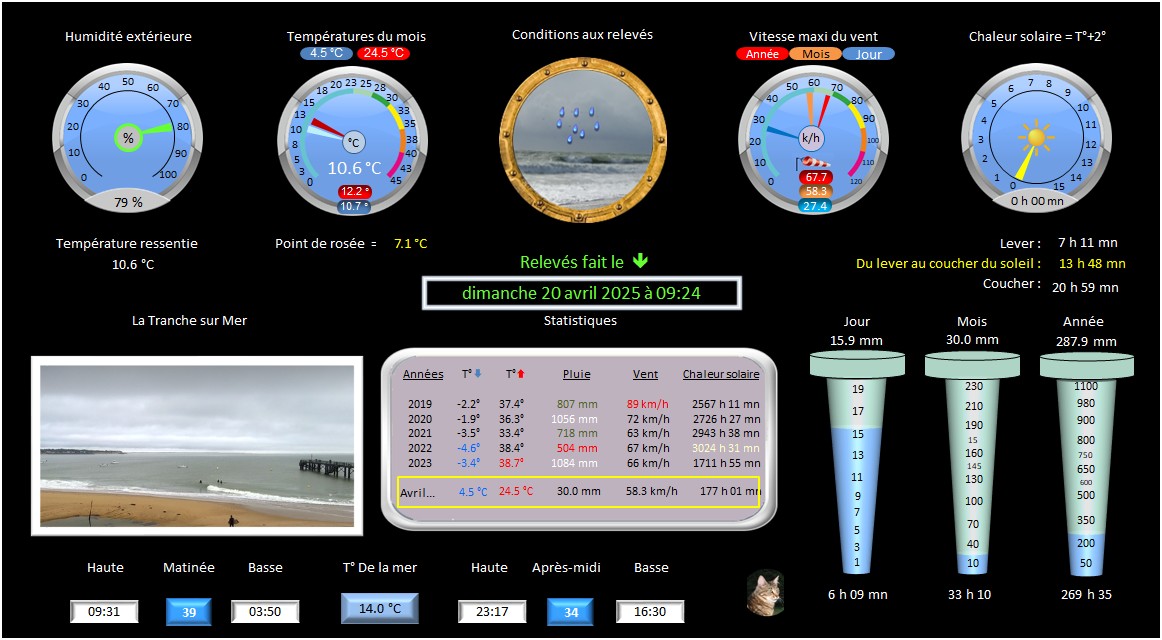 Humidité extérieure
Températures du mois
4.5 °C 24.5 °C
Conditions aux relevés
Vitesse maxi du vent
Année Mois Jour
Chaleur solaire = T°+2°
0 10 20 30 40 50 60 70 80 90 100
%
79 %
0 3 5 8 10 13 15 18 20 23 25 28 30 33 35 38 40 43 45
°C
10.6 °C
12.2 °
10.7 °
0 10 20 30 40 50 60 70 80 90 100 110 120
k/h
67.7
58.3
27.4
0 1 2 3 4 5 6 7 8 9 10 11 12 13 14 15
0 h 00 mn
Température ressentie
10.6 °C
Point de rosée = 7.1 °C
Relevés fait le
dimanche 20 avril 2025 à 09:24
Lever : 7 h 11 mn
Du lever au coucher du soleil : 13 h 48 mn
Coucher : 20 h 59 mn
La Tranche sur Mer
Statistiques
Années T° T° Pluie Vent Chaleur solaire
2019 -2.2° 37.4° 807 mm 89 km/h 2567 h 11 mn
2020 -1.9° 36.3° 1056 mm 72 km/h 2726 h 27 mn
2021 -3.5° 33.4° 718 mm 63 km/h 2943 h 38 mn
2022 -4.6° 38.4° 504 mm 67 km/h 3024 h 31 mn
2023 -3.4° 38.7° 1084 mm 66 km/h 1711 h 55 mn
Avril... 4.5 °C 24.5 °C 30.0 mm 58.3 km/h 177 h 01 mn
Jour
15.9 mm
19
17
15
13
11
9
7
5
3
1
6 h 09 mn
Mois
30.0 mm
230
210
190
15
160
145
130
100
70
40
10
33 h 10
Année
287.9 mm
1100
980
900
800
750
650
600
500
350
200
50
269 h 35
Haute Matinée Basse T° De la mer Haute Après-midi Basse
09:31 39 03:50 14.0 °C 23:17 34 16:30